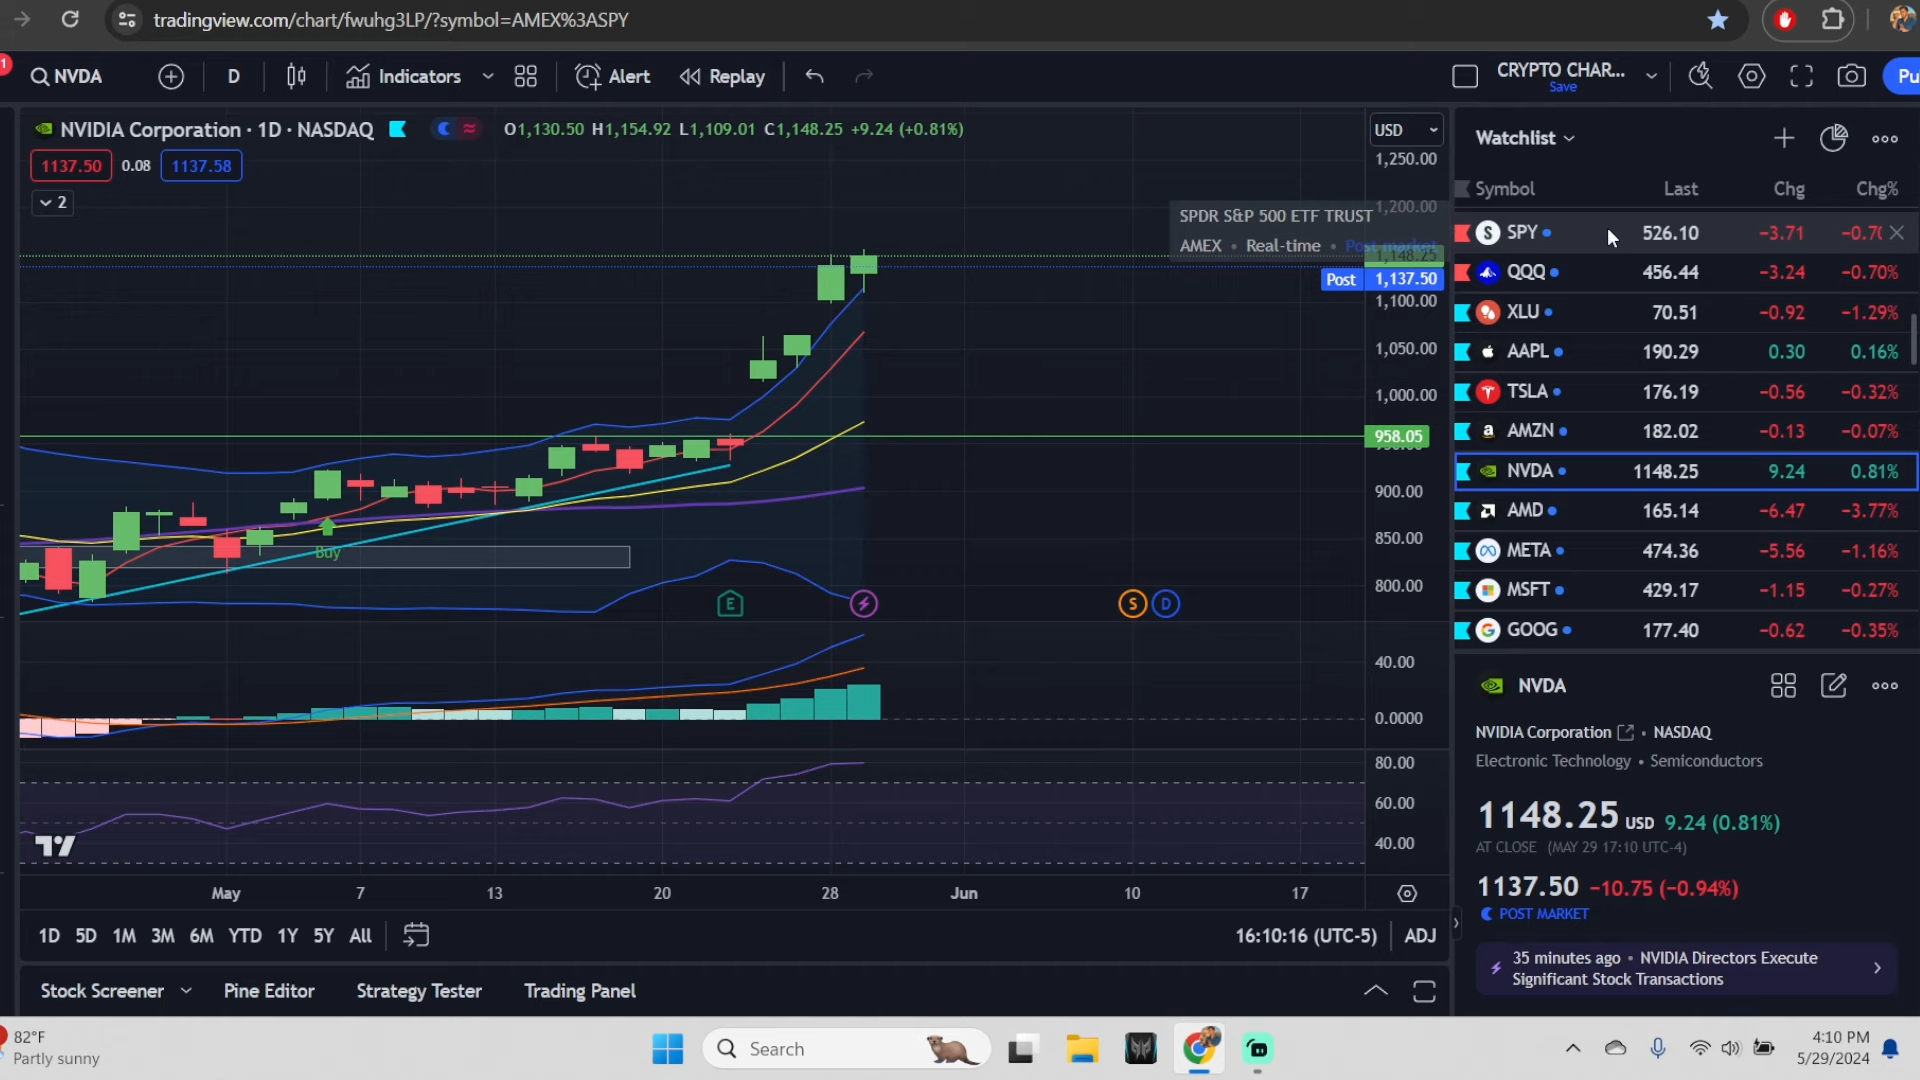 tradingview.com/chart/fwuhg3LP/?symbol=AMEX%3ASPY
1
NVDA D Indicators Alert Replay CRYPTO CHAR... Save Pu
NVIDIA Corporation · 1D · NASDAQ O1,130.50 H1,154.92 L1,109.01 C1,148.25 +9.24 (+0.81%)
1137.50 0.08 1137.58
2
USD
1,250.00
1,200.00
SPDR S&P 500 ETF TRUST
AMEX • Real-time • Post market
1,148.25
Post 1,137.50
1,100.00
1,050.00
1,000.00
958.05
900.00
850.00
800.00
Buy
E
S D
40.00
0.0000
80.00
60.00
40.00
May 7 13 20 28 Jun 10 17
1D 5D 1M 3M 6M YTD 1Y 5Y All 16:10:16 (UTC-5) ADJ
Stock Screener Pine Editor Strategy Tester Trading Panel
Watchlist
Symbol Last Chg Chg%
S SPY 526.10 −3.71
QQQ 456.44 −3.24 −0.70%
XLU 70.51 −0.92 −1.29%
AAPL 190.29 0.30 0.16%
TSLA 176.19 −0.56 −0.32%
AMZN 182.02 −0.13 −0.07%
NVDA 1148.25 9.24 0.81%
AMD 165.14 −6.47 −3.77%
META 474.36 −5.56 −1.16%
MSFT 429.17 −1.15 −0.27%
GOOG 177.40 −0.62 −0.35%
NVDA
NVIDIA Corporation • NASDAQ
Electronic Technology • Semiconductors
1148.25 USD 9.24 (0.81%)
AT CLOSE (MAY 29 17:10 UTC-4)
1137.50 −10.75 (−0.94%)
POST MARKET
35 minutes ago • NVIDIA Directors Execute
Significant Stock Transactions
82°F
Partly sunny
Search
4:10 PM
5/29/2024